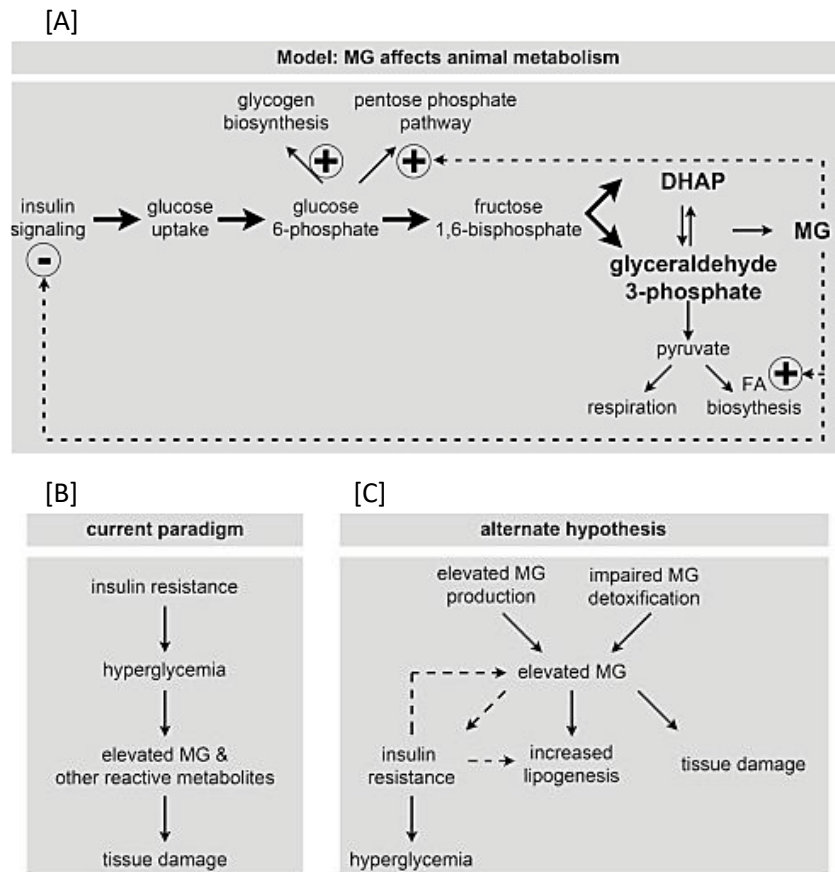 [A]
Model: MG affects animal metabolism
glycogen
biosynthesis
pentose phosphate
pathway
+
+
insulin
signaling
-
glucose
uptake
glucose
6-phosphate
fructose
1,6-bisphosphate
DHAP
MG
glyceraldehyde
3-phosphate
pyruvate
respiration
FA
biosythesis
+
[B]
current paradigm
insulin resistance
hyperglycemia
elevated MG &
other reactive metabolites
tissue damage
[C]
alternate hypothesis
elevated MG
production
impaired MG
detoxification
elevated MG
insulin
resistance
increased
lipogenesis
tissue damage
hyperglycemia